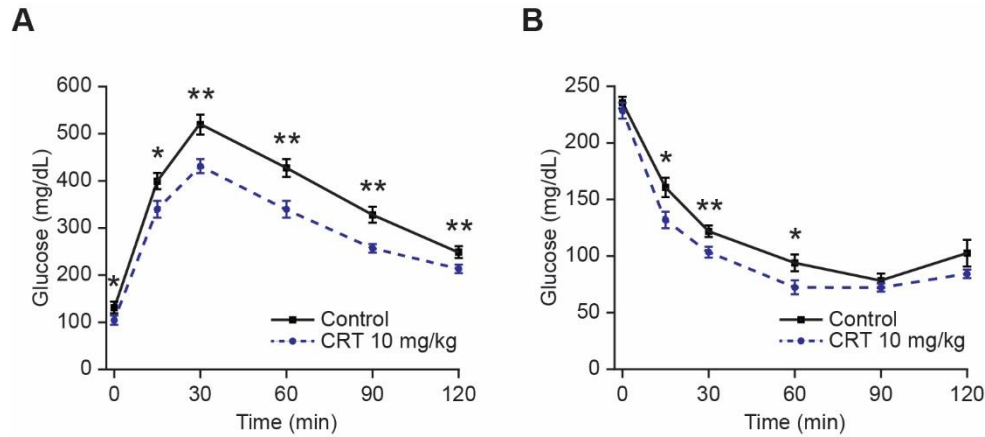 A
Glucose (mg/dL)
600
500
400
300
200
100
0
*
*
**
**
**
**
Control
CRT 10 mg/kg
0 30 60 90 120
Time (min)
B
Glucose (mg/dL)
250
200
150
100
50
0
*
**
*
Control
CRT 10 mg/kg
0 30 60 90 120
Time (min)